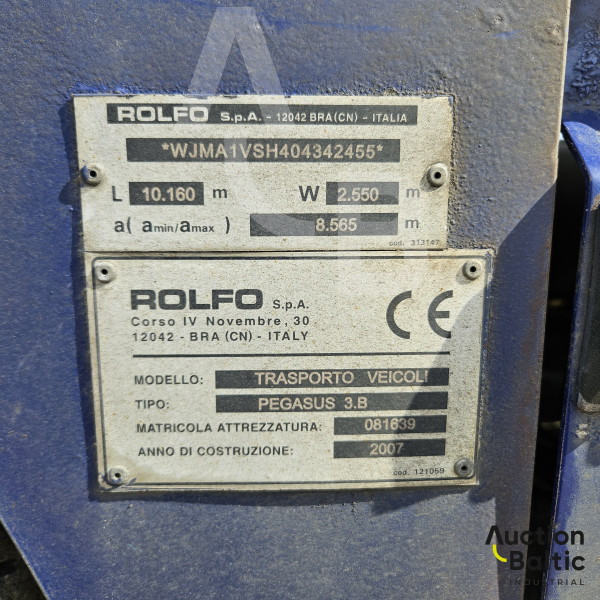 ROLFO S.p.A. - 12042 BRA (CN) - ITALIA
*WJMA1VSH404342455*
L 10.160 m W 2.550 m
a( amin/amax ) 8.565 m
cod. 313147
ROLFO S.p.A.
Corso IV Novembre, 30
12042 - BRA (CN) - ITALY
CE
MODELLO: TRASPORTO VEICOLI
TIPO: PEGASUS 3.B
MATRICOLA ATTREZZATURA: 081639
ANNO DI COSTRUZIONE: 2007
cod. 121059
Auction
Baltic
INDUSTRIAL